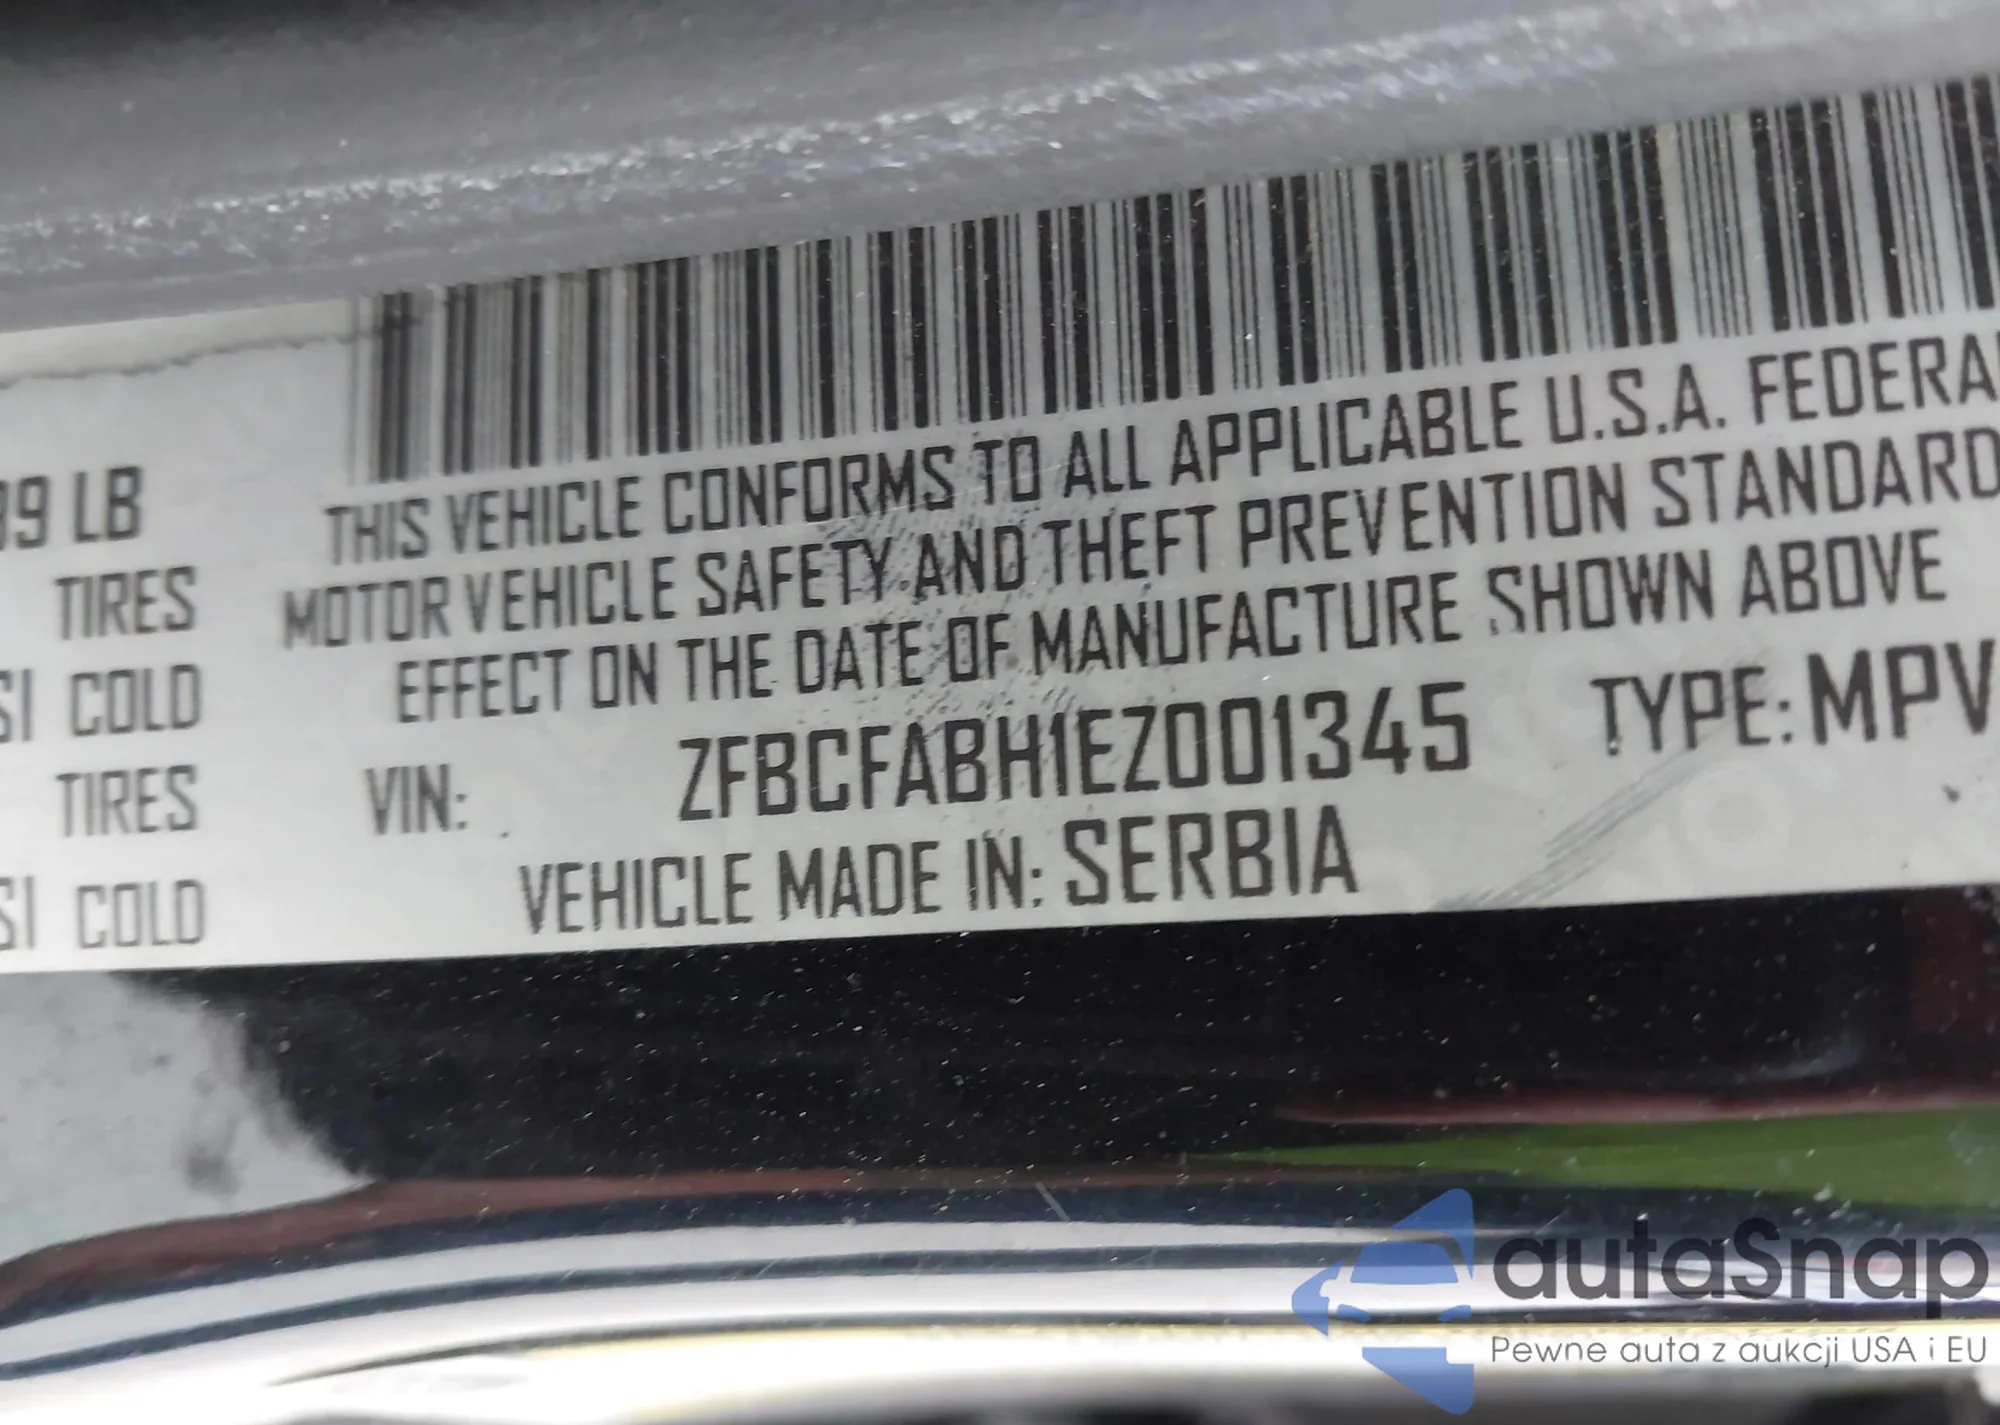 39 LB
TIRES
SI COLD
TIRES
SI COLD
THIS VEHICLE CONFORMS TO ALL APPLICABLE U.S.A. FEDERAL
MOTOR VEHICLE SAFETY AND THEFT PREVENTION STANDARD
EFFECT ON THE DATE OF MANUFACTURE SHOWN ABOVE
VIN: ZFBCFABH1EZ001345 TYPE: MPV
VEHICLE MADE IN: SERBIA
autaSnap
Pewne auta z aukcji USA i EU